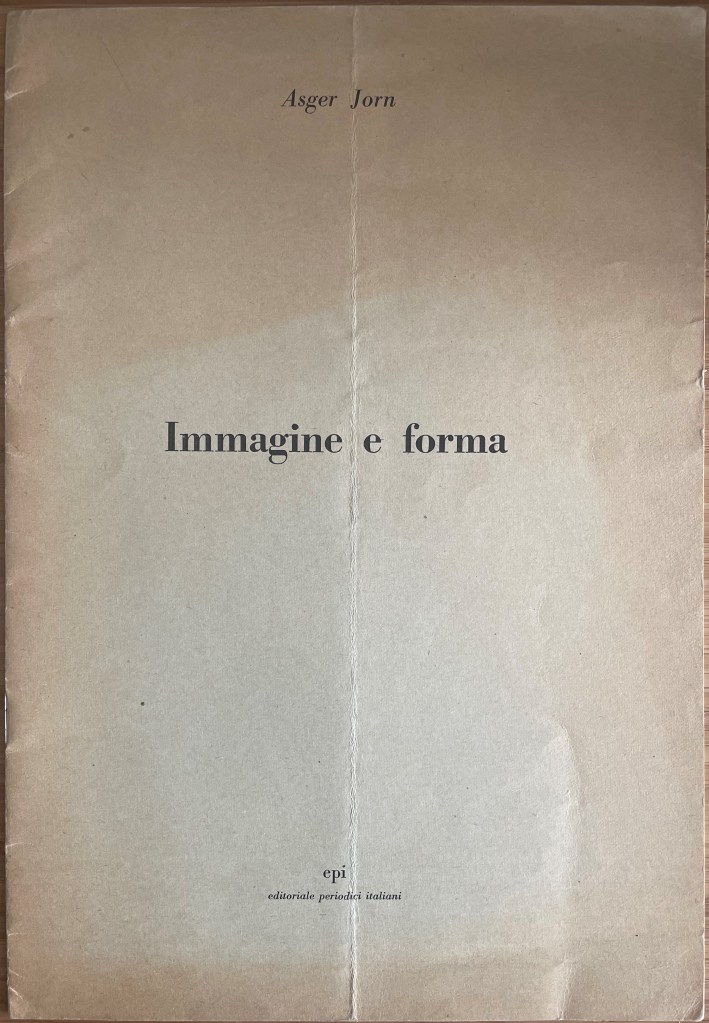 Asger Jorn
Immagine e forma
epi
editoriale periodici italiani